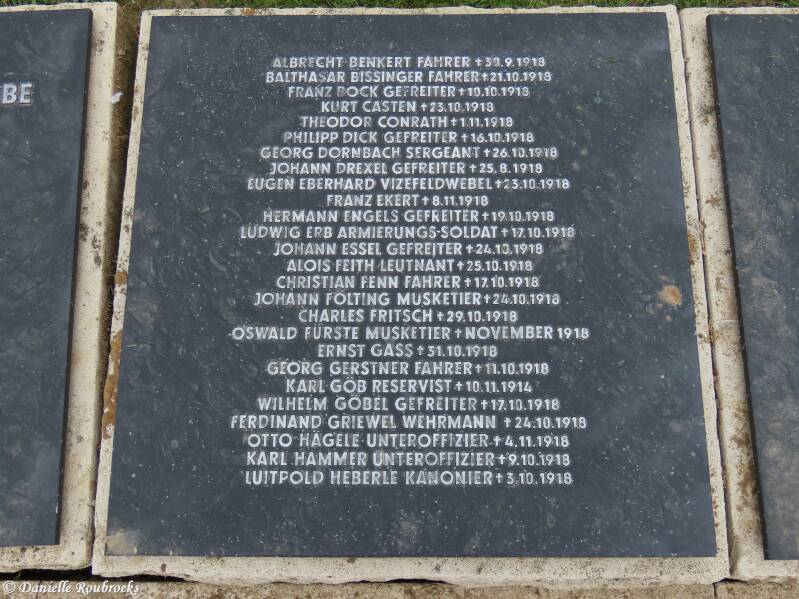 BE
ALBRECHT BENKERT FAHRER + 30.9.1918
BALTHASAR BISSINGER FAHRER + 21.10.1918
FRANZ BOCK GEFREITER + 10.10.1918
KURT CASTEN + 23.10.1918
THEODOR CONRATH + 1.11.1918
PHILIPP DICK GEFREITER + 16.10.1918
GEORG DORNBACH SERGEANT + 26.10.1918
JOHANN DREXEL GEFREITER + 25.8.1918
EUGEN EBERHARD VIZEFELDWEBEL + 23.10.1918
FRANZ EKERT + 8.11.1918
HERMANN ENGELS GEFREITER + 19.10.1918
LUDWIG ERB ARMIERUNGS-SOLDAT + 17.10.1918
JOHANN ESSEL GEFREITER + 24.10.1918
ALOIS FEITH LEUTNANT + 25.10.1918
CHRISTIAN FENN FAHRER + 17.10.1918
JOHANN FÖLTING MUSKETIER + 24.10.1918
CHARLES FRITSCH + 29.10.1918
OSWALD FÜRSTE MUSKETIER + NOVEMBER 1918
ERNST GASS + 31.10.1918
GEORG GERSTNER FAHRER + 11.10.1918
KARL GÖB RESERVIST + 10.11.1914
WILHELM GÖBEL GEFREITER + 17.10.1918
FERDINAND GRIEWEL WEHRMANN + 24.10.1918
OTTO HÄGELE UNTEROFFIZIER + 4.11.1918
KARL HAMMER UNTEROFFIZIER + 9.10.1918
LUITPOLD HEBERLE KANONIER + 3.10.1918
© Danielle Roubroeks